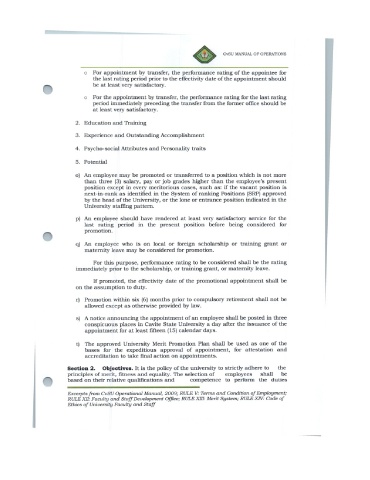 CvSU MANUAL OF OPERATIONS
o For appointment by transfer, the performance rating of the appointee for
the last rating period prior to the effectivity date of the appointment should
be at least very satisfactory.
o For the appointment by transfer, the performance rating for the last rating
period immediately preceding the transfer from the former office should be
at least very satisfactory.
2. Education and Training
3. Experience and Outstanding Accomplishment
4. Psycho-social Attributes and Personality traits
5. Potential
o) An employee may be promoted or transferred to a position which is not more
than three (3) salary, pay or job grades higher than the employee's present
position except in very meritorious cases, such as: if the vacant position is
next-in-rank as identified in the System of ranking Positions (SRP) approved
by the head of the University, or the lone or entrance position indicated in the
University staffing pattern.
p) An employee should have rendered at least very satisfactory service for the
last rating period in the present position before being considered for
promotion.
q) An employee who is on local or foreign scholarship or training grant or
maternity leave may be considered for promotion.
For this purpose, performance rating to be considered shall be the rating
immediately prior to the scholarship, or training grant, or maternity leave.
If promoted, the effectivity date of the promotional appointment shall be
on the assumption to duty.
r) Promotion within six (6) months prior to compulsory retirement shall not be
allowed except as otherwise provided by law.
s) A notice announcing the appointment of an employee shall be posted in three
conspicuous places in Cavite State University a day after the issuance of the
appointment for at least fifteen (15) calendar days.
t) The approved University Merit Promotion Plan shall be used as one of the
bases for the expeditious approval of appointment, for attestation and
accreditation to take final action on appointments.
Section 2. Objectives. It is the policy of the university to strictly adhere to the
principles of merit, fitness and equality. The selection of employees shall be
based on their relative qualifications and competence to perform the duties
Excerpts from CvSU Operational Manual, 2009, RULE V: Terms and Condition of Employment;
RULE XII: Faculty and Staff Development Office; RULE XIII: Merit System; RULE XIV: Code of
Ethics of University Faculty and Staff